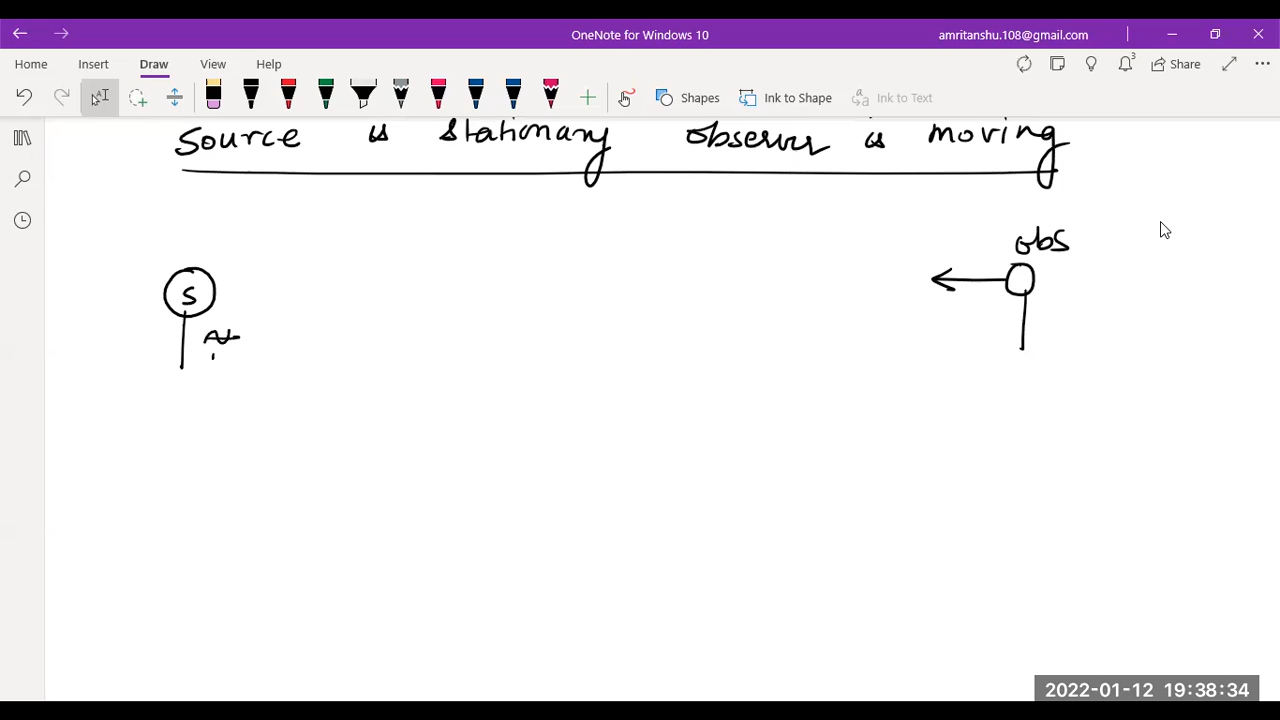 OneNote for Windows 10
amritanshu.108@gmail.com
Home Insert Draw View Help
3
Share
Shapes
Ink to Shape
Ink to Text
Source is stationary observer is moving
obs
S
2022-01-12 19:38:34